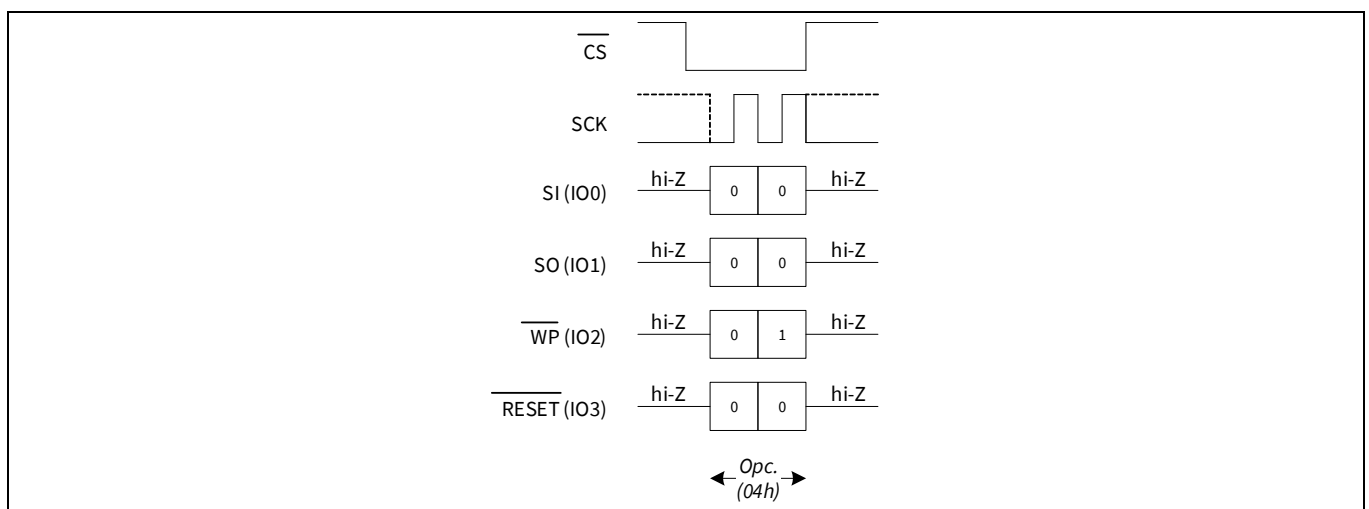 CS
SCK
SI (IO0) hi-Z 0 0 hi-Z
SO (IO1) hi-Z 0 0 hi-Z
WP (IO2) hi-Z 0 1 hi-Z
RESET (IO3) hi-Z 0 0 hi-Z
Opc.
(04h)